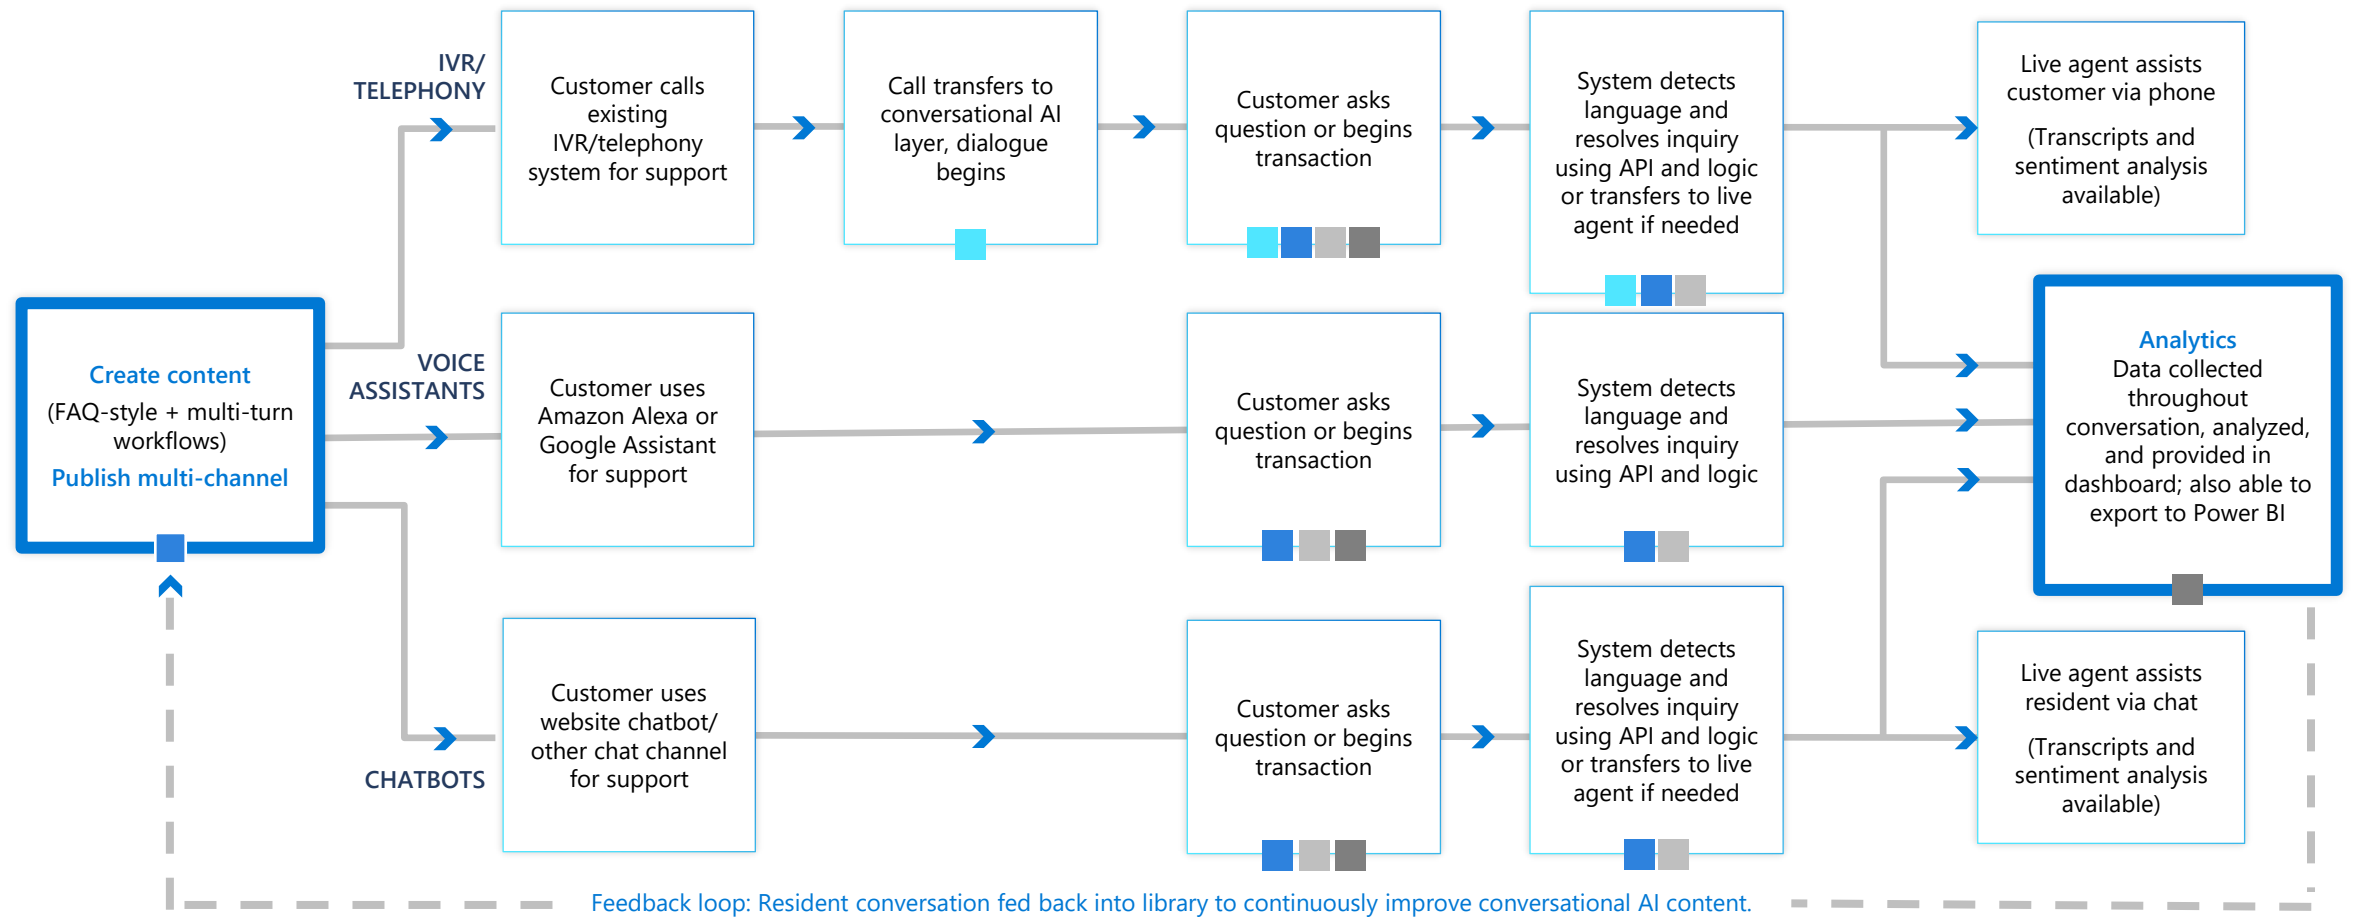 IVR/
TELEPHONY
Customer calls
existing
IVR/telephony
system for support
Call transfers to
conversational AI
layer, dialogue
begins
Customer asks
question or begins
transaction
System detects
language and
resolves inquiry
using API and logic
or transfers to live
agent if needed
Live agent assists
customer via phone
(Transcripts and
sentiment analysis
available)
Create content
(FAQ-style + multi-turn
workflows)
Publish multi-channel
VOICE
ASSISTANTS
Customer uses
Amazon Alexa or
Google Assistant
for support
Customer asks
question or begins
transaction
System detects
language and
resolves inquiry
using API and logic
Analytics
Data collected
throughout
conversation, analyzed,
and provided in
dashboard; also able to
export to Power BI
CHATBOTS
Customer uses
website chatbot/
other chat channel
for support
Customer asks
question or begins
transaction
System detects
language and
resolves inquiry
using API and logic
or transfers to live
agent if needed
Live agent assists
resident via chat
(Transcripts and
sentiment analysis
available)
Feedback loop: Resident conversation fed back into library to continuously improve conversational AI content.